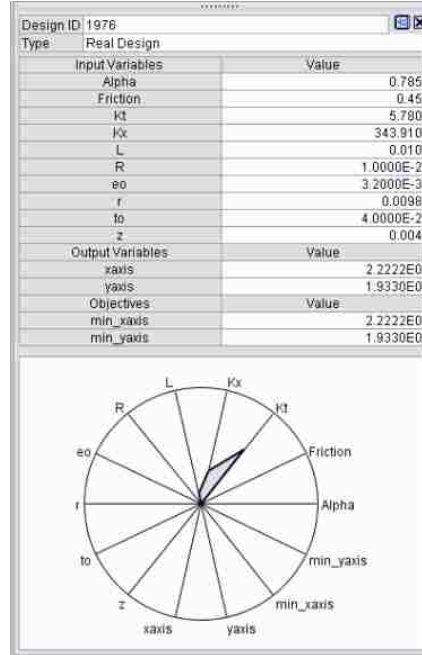 Design ID 1976
Type Real Design
Input Variables Value
Alpha 0.785
Friction 0.45
Kt 5.780
Kx 343.910
L 0.010
R 1.0000E-2
eo 3.2000E-3
r 0.0098
to 4.0000E-2
z 0.004
Output Variables Value
xaxis 2.2222E0
yaxis 1.9330E0
Objectives Value
min_xaxis 2.2222E0
min_yaxis 1.9330E0
L Kx
R Kt
eo Friction
r Alpha
to min_yaxis
z min_xaxis
xaxis yaxis